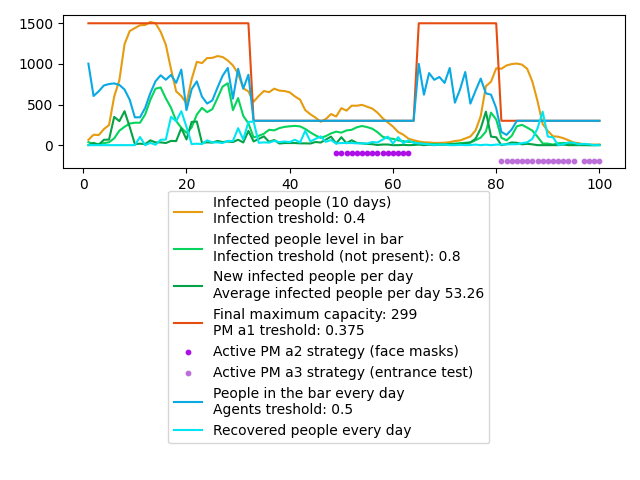 1500
1000
500
0
0 20 40 60 80 100
Infected people (10 days)
Infection treshold: 0.4
Infected people level in bar
Infection treshold (not present): 0.8
New infected people per day
Average infected people per day 53.26
Final maximum capacity: 299
PM a1 treshold: 0.375
Active PM a2 strategy (face masks)
Active PM a3 strategy (entrance test)
People in the bar every day
Agents treshold: 0.5
Recovered people every day